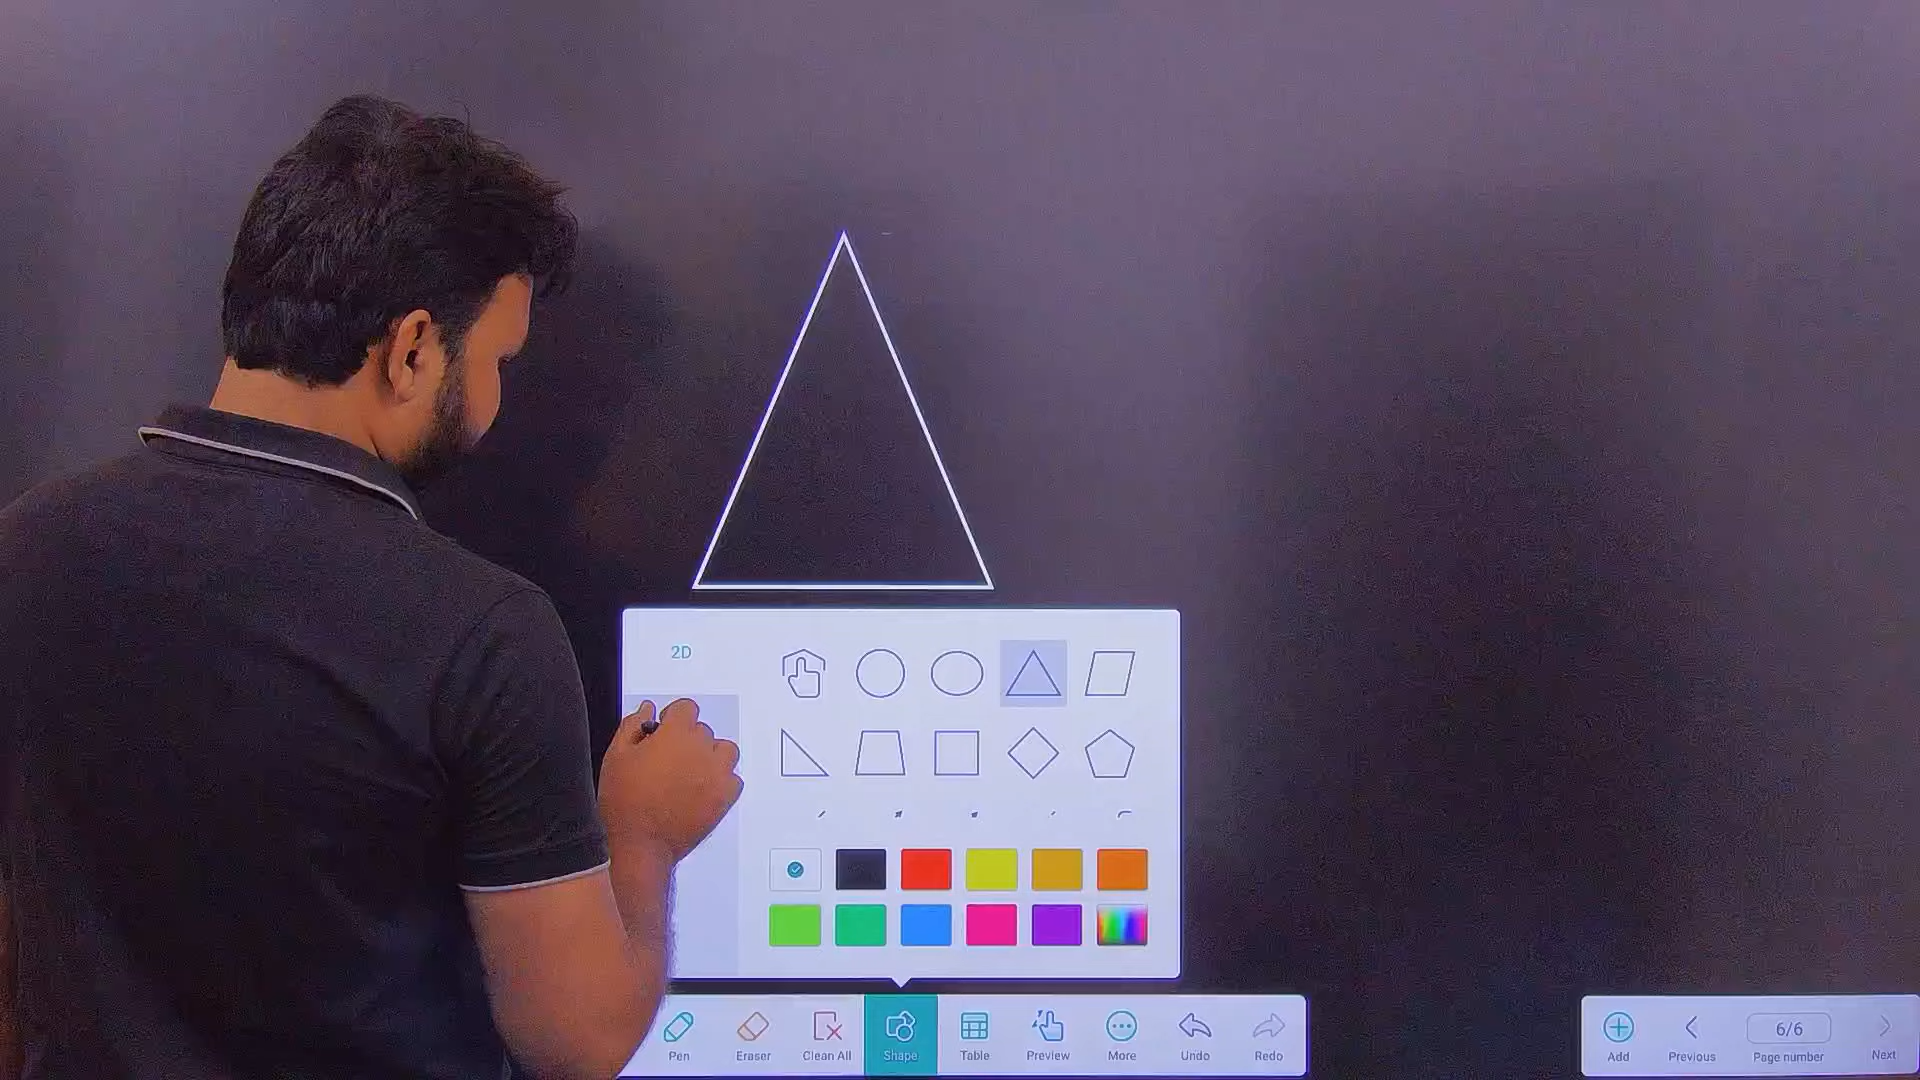 2D
Pen Eraser Clean All Shape Table Preview More Undo Redo
Add Previous 6/6 Page number Next